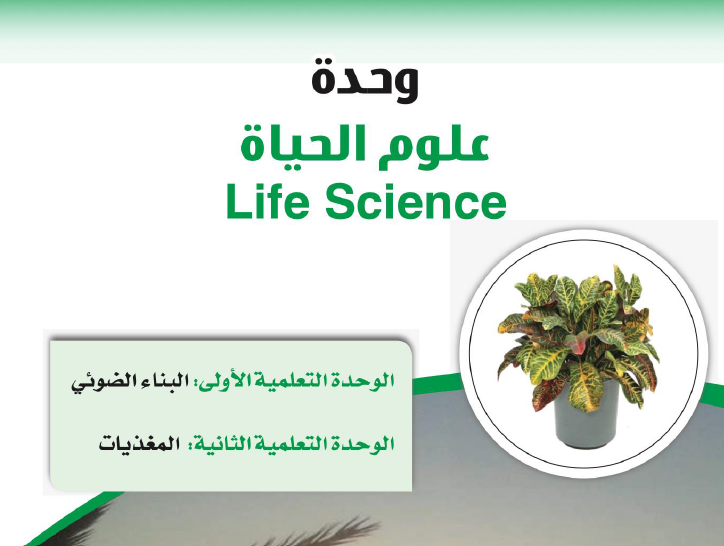 وحدة
علوم الحياة
Life Science
الوحدة التعلمية الأولى: البناء الضوئي
الوحدة التعلمية الثانية: المغذيات